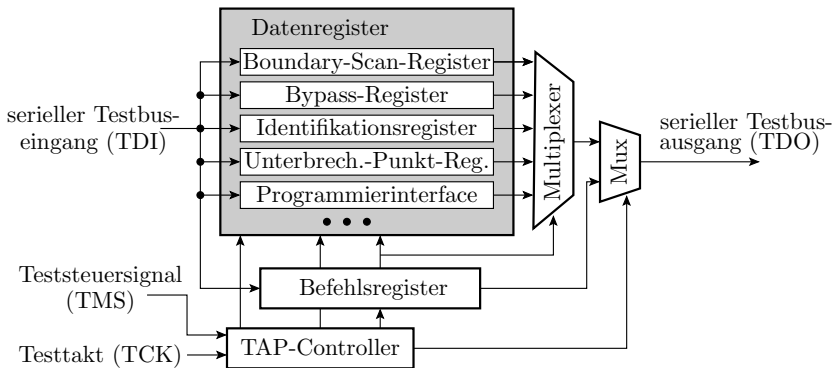 Datenregister
Boundary-Scan-Register
Bypass-Register
Identifikationsregister
Unterbrech.-Punkt-Reg.
Programmierinterface
• • •
serieller Testbus-
eingang (TDI)
Multiplexer
Mux
serieller Testbus-
ausgang (TDO)
Befehlsregister
Teststeuersignal
(TMS)
TAP-Controller
Testtakt (TCK)